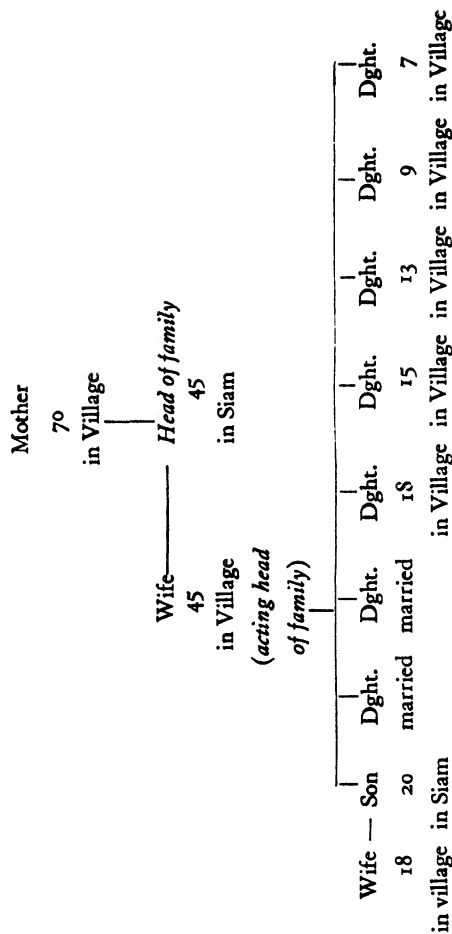 Mother
70
in Village
Wife — Head of family
45 45
in Village in Siam
(acting head
of family)
Wife — Son Dght. Dght. Dght. Dght. Dght. Dght. Dght.
18 20 married married 18 15 13 9 7
in village in Siam in Village in Village in Village in Village in Village